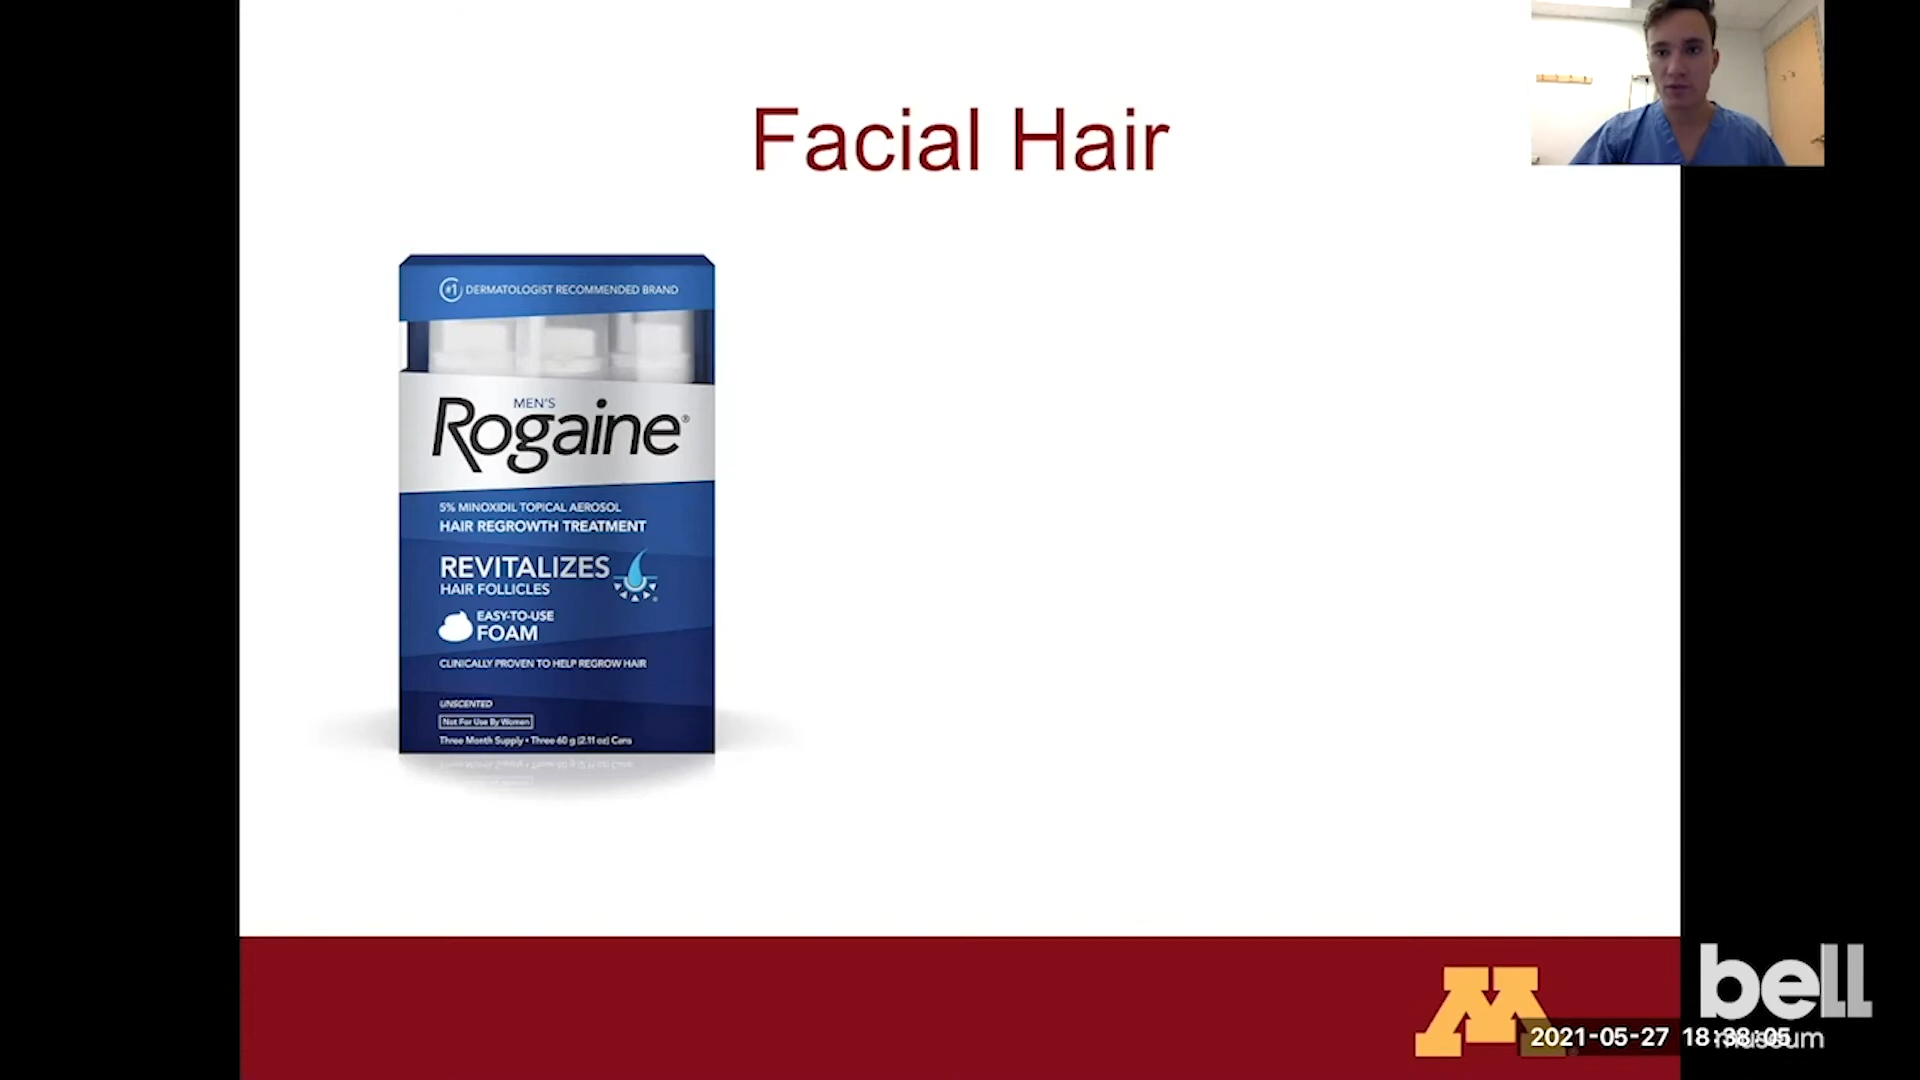 Facial Hair
#1 DERMATOLOGIST RECOMMENDED BRAND
MEN'S
Rogaine®
5% MINOXIDIL TOPICAL AEROSOL
HAIR REGROWTH TREATMENT
REVITALIZES
HAIR FOLLICLES
EASY-TO-USE
FOAM
CLINICALLY PROVEN TO HELP REGROW HAIR
UNSCENTED
Not For Use By Women
Three Month Supply • Three 60 g (2.11 oz) Cans
M
bell
museum
2021-05-27 18:38:05